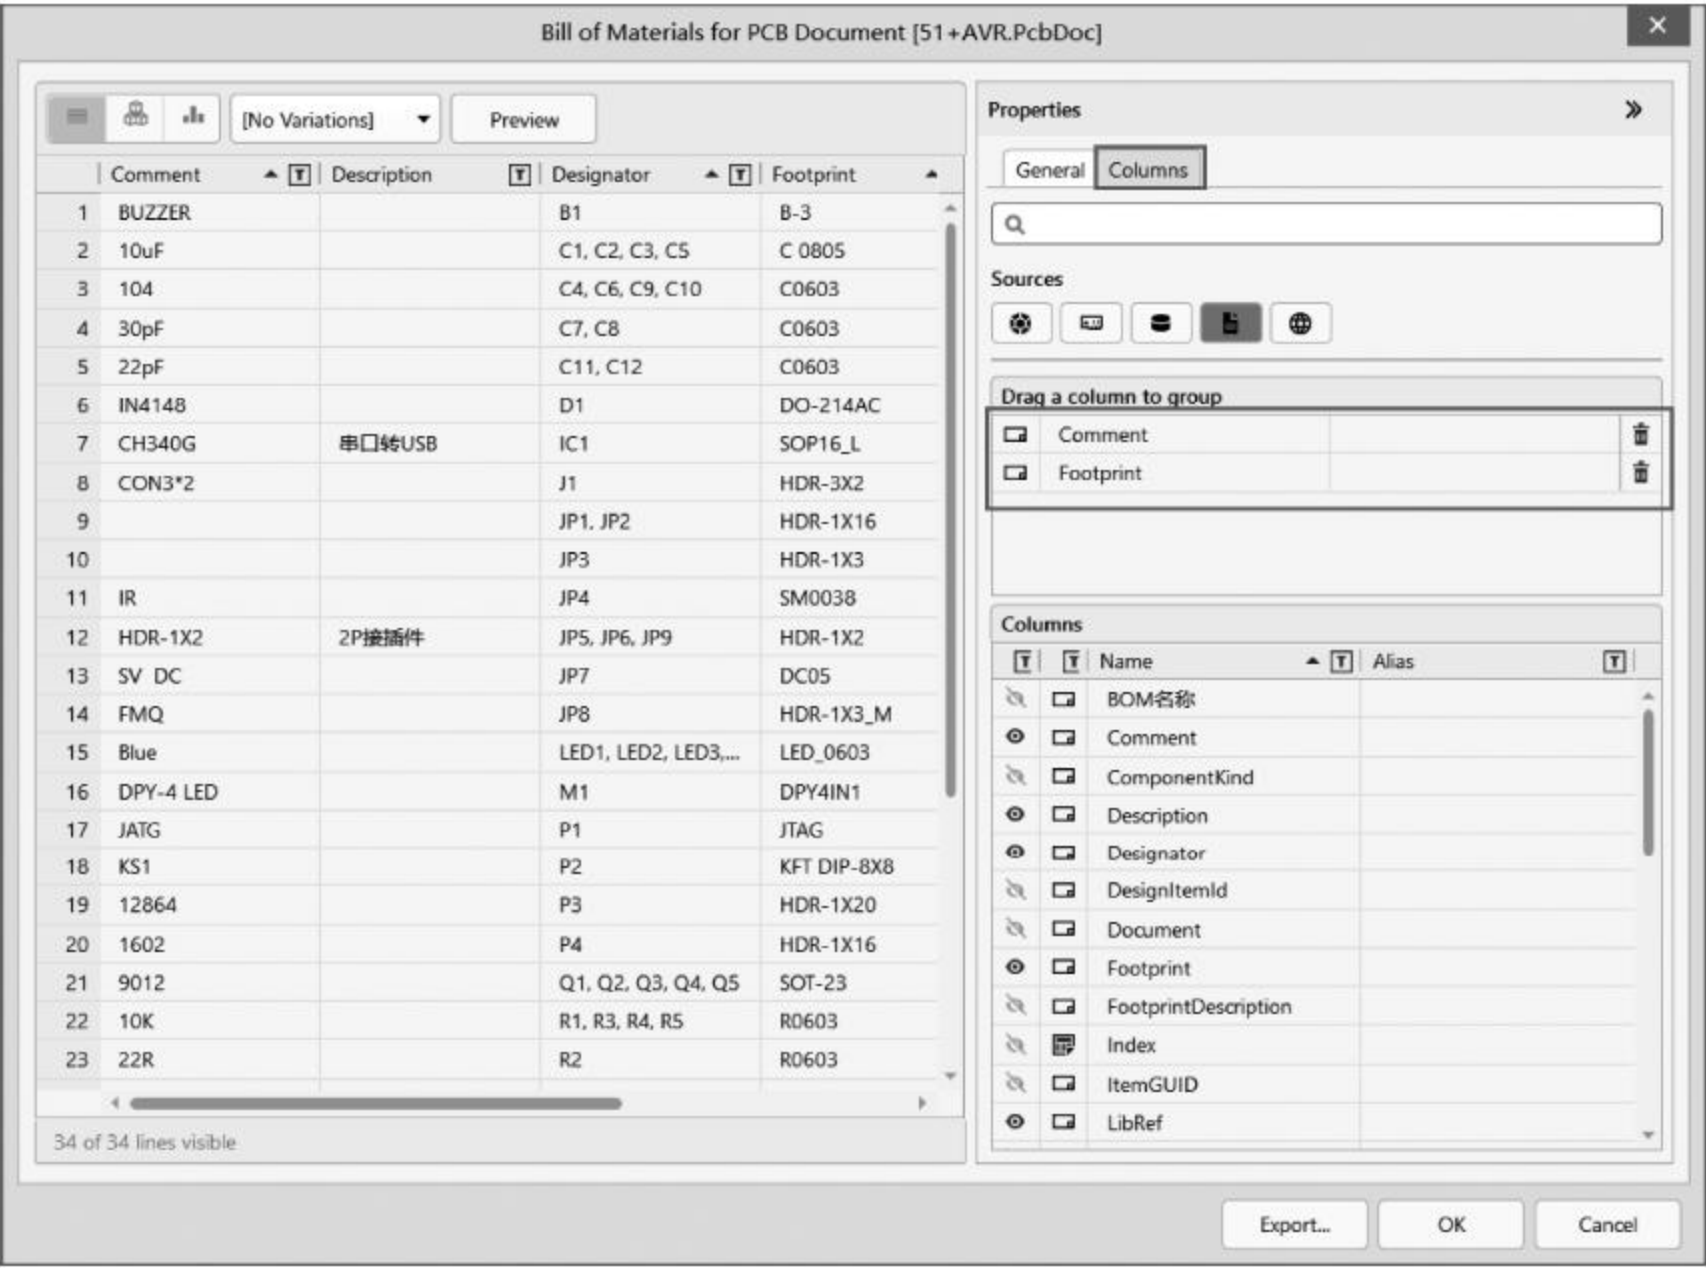 Bill of Materials for PCB Document [51+AVR.PcbDoc]
[No Variations] Preview
Comment Description Designator Footprint
1 BUZZER B1 B-3
2 10uF C1, C2, C3, C5 C 0805
3 104 C4, C6, C9, C10 C0603
4 30pF C7, C8 C0603
5 22pF C11, C12 C0603
6 IN4148 D1 DO-214AC
7 CH340G 串口转USB IC1 SOP16_L
8 CON3*2 J1 HDR-3X2
9 JP1, JP2 HDR-1X16
10 JP3 HDR-1X3
11 IR JP4 SM0038
12 HDR-1X2 2P接插件 JP5, JP6, JP9 HDR-1X2
13 SV DC JP7 DC05
14 FMQ JP8 HDR-1X3_M
15 Blue LED1, LED2, LED3,... LED_0603
16 DPY-4 LED M1 DPY4IN1
17 JATG P1 JTAG
18 KS1 P2 KFT DIP-8X8
19 12864 P3 HDR-1X20
20 1602 P4 HDR-1X16
21 9012 Q1, Q2, Q3, Q4, Q5 SOT-23
22 10K R1, R3, R4, R5 R0603
23 22R R2 R0603
34 of 34 lines visible
Properties
General Columns
Sources
Drag a column to group
Comment
Footprint
Columns
Name Alias
BOM名称
Comment
ComponentKind
Description
Designator
DesignItemId
Document
Footprint
FootprintDescription
Index
ItemGUID
LibRef
Export... OK Cancel